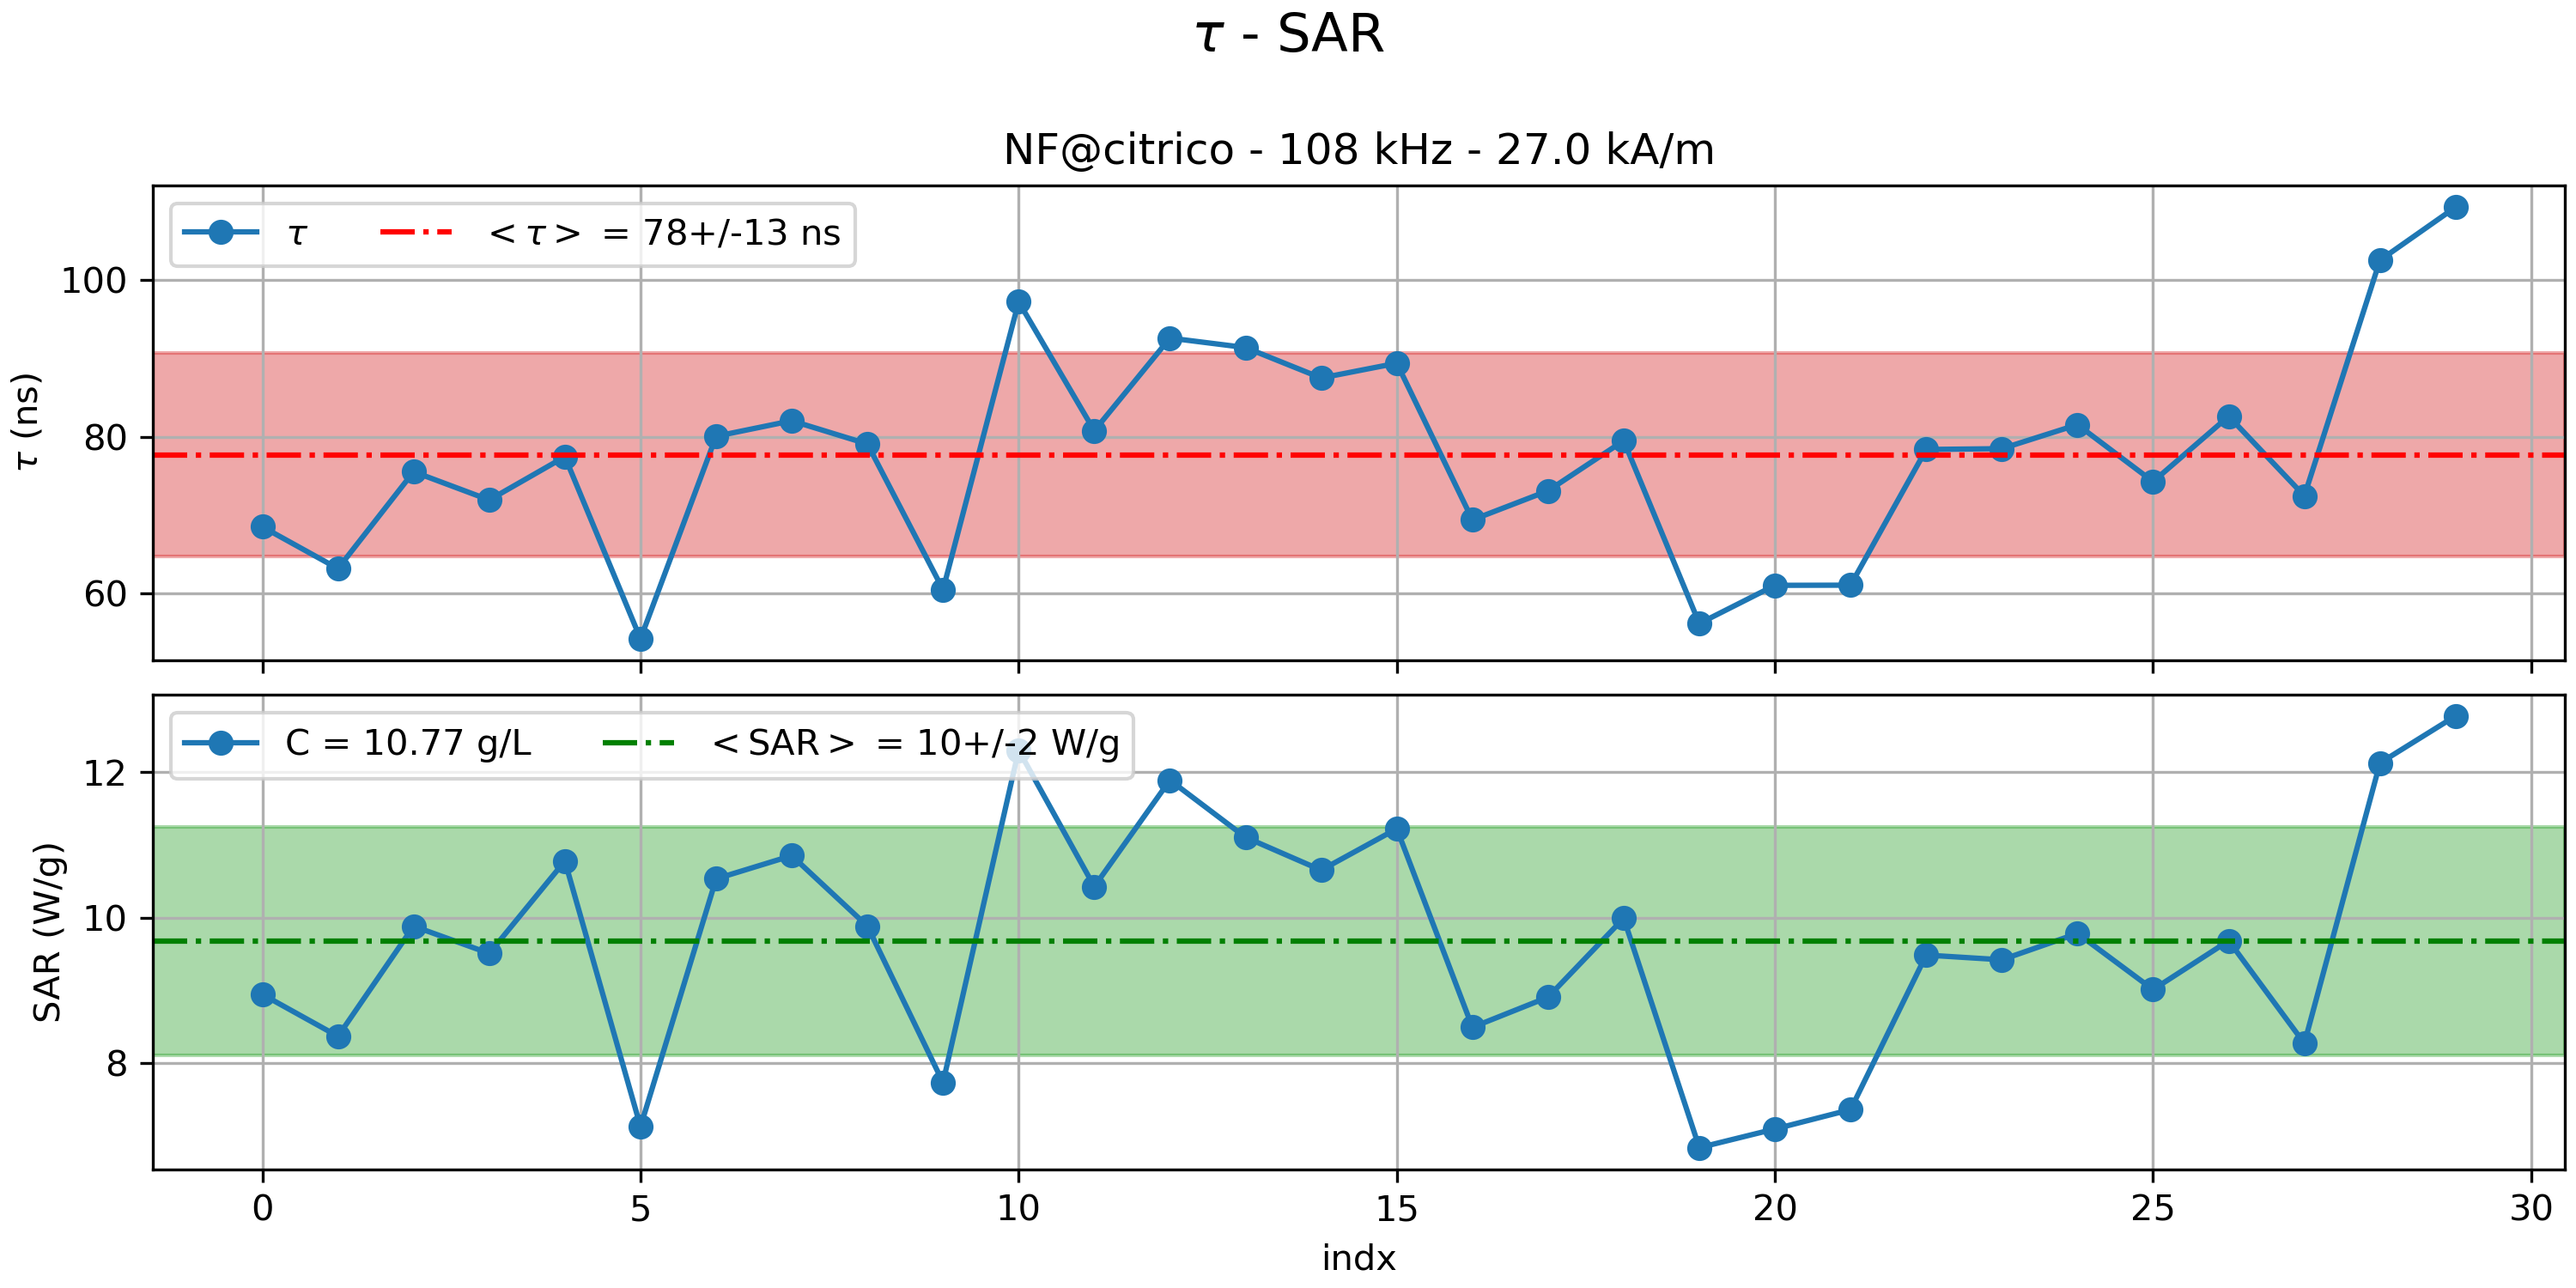 τ - SAR
NF@citrico - 108 kHz - 27.0 kA/m
τ
<τ> = 78+/-13 ns
100
80
60
τ (ns)
C = 10.77 g/L
<SAR> = 10+/-2 W/g
12
10
8
SAR (W/g)
0 5 10 15 20 25 30
indx